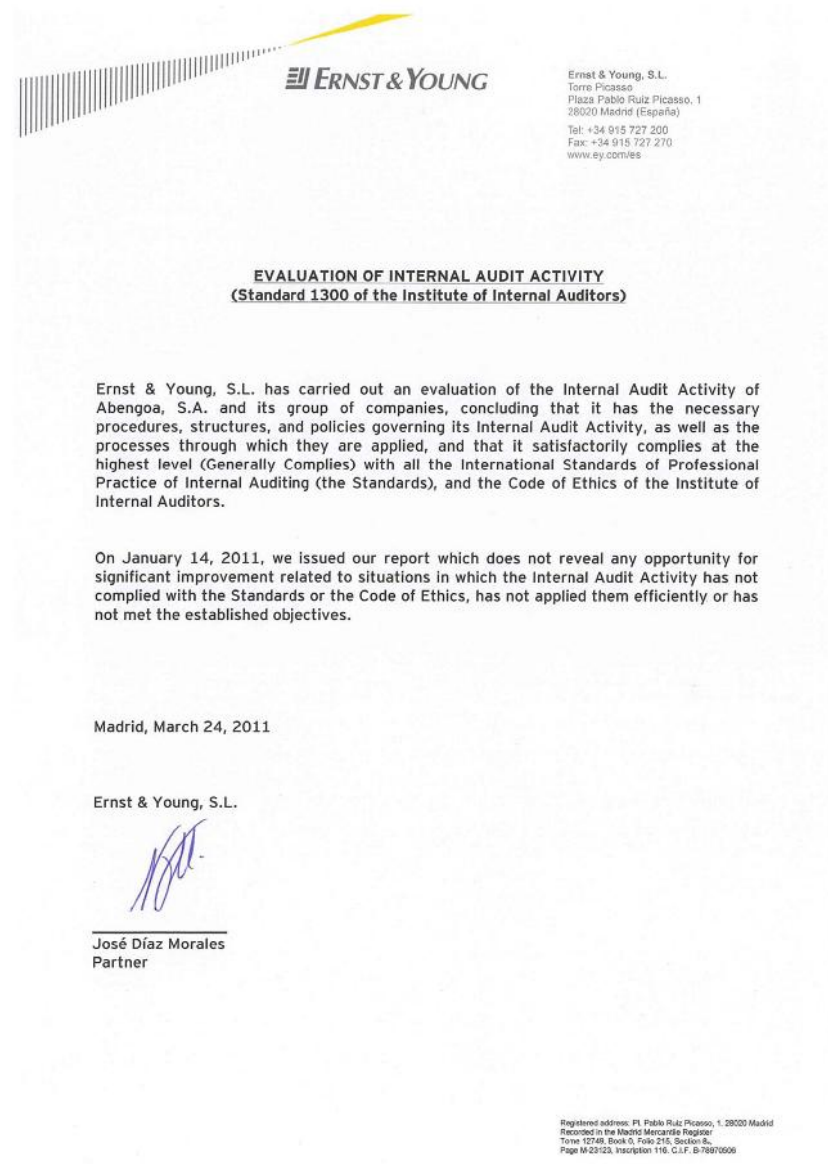 ERNST & YOUNG
Ernst & Young, S.L.
Torre Picasso
Plaza Pablo Ruiz Picasso, 1
28020 Madrid (España)
Tel: +34 915 727 200
Fax: +34 915 727 270
www.ey.com/es
EVALUATION OF INTERNAL AUDIT ACTIVITY
(Standard 1300 of the Institute of Internal Auditors)
Ernst & Young, S.L. has carried out an evaluation of the Internal Audit Activity of
Abengoa, S.A. and its group of companies, concluding that it has the necessary
procedures, structures, and policies governing its Internal Audit Activity, as well as the
processes through which they are applied, and that it satisfactorily complies at the
highest level (Generally Complies) with all the International Standards of Professional
Practice of Internal Auditing (the Standards), and the Code of Ethics of the Institute of
Internal Auditors.
On January 14, 2011, we issued our report which does not reveal any opportunity for
significant improvement related to situations in which the Internal Audit Activity has not
complied with the Standards or the Code of Ethics, has not applied them efficiently or has
not met the established objectives.
Madrid, March 24, 2011
Ernst & Young, S.L.
José Díaz Morales
Partner
Registered address: Pl. Pablo Ruiz Picasso, 1. 28020 Madrid
Recorded in the Madrid Mercantile Register
Tome 12749, Book 0, Folio 215, Section 8.,
Page M-23123, Inscription 116. C.I.F. B-78970506